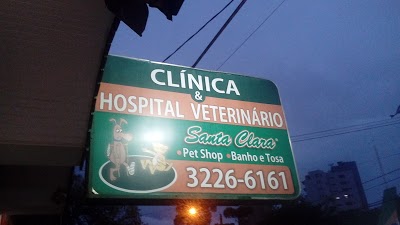 CLÍNICA
&
HOSPITAL VETERINÁRIO
Santa Clara
• Pet Shop • Banho e Tosa
3226-6161